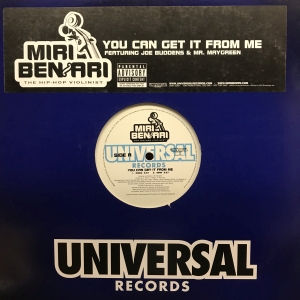 MIRI
BEN-ARI
THE HIP-HOP VIOLINIST
YOU CAN GET IT FROM ME
FEATURING JOE BUDDENS & MR. MAYGREEN
PARENTAL
ADVISORY
EXPLICIT CONTENT
MIRI
BEN-ARI
SIDE A
UNIVERSAL
RECORDS
YOU CAN GET IT FROM ME
UNIVERSAL
RECORDS